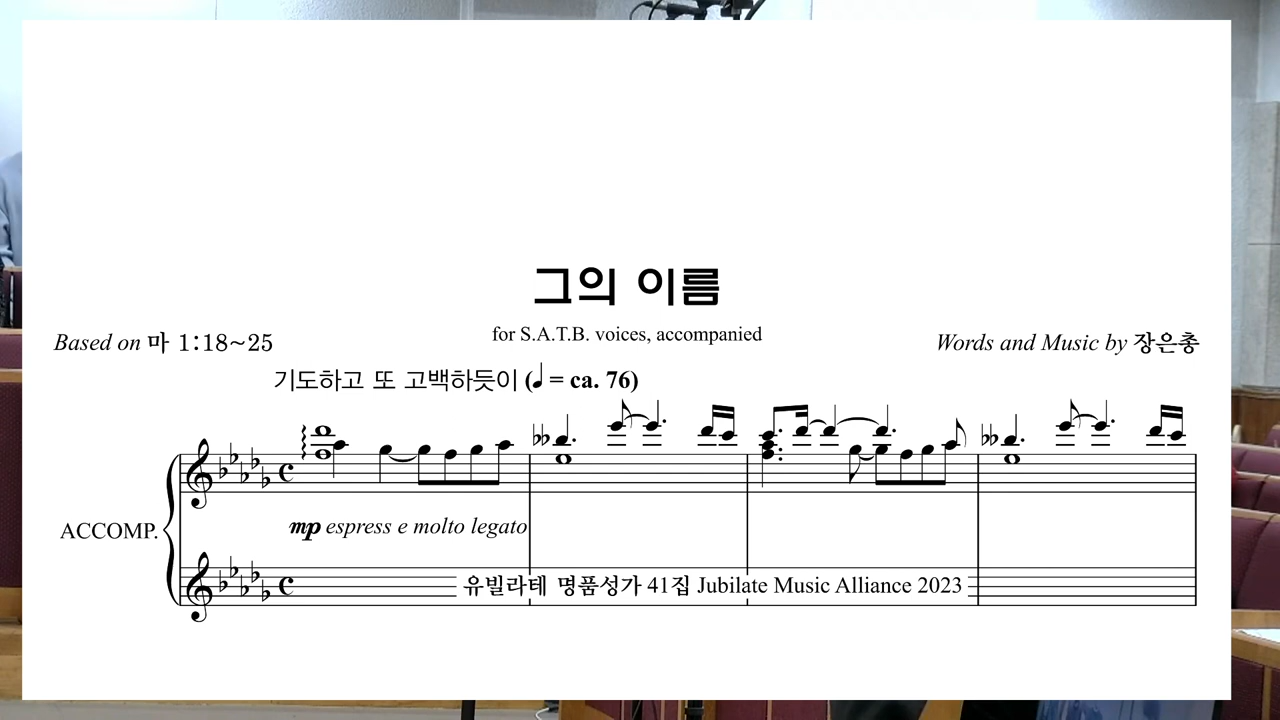 그의 이름
for S.A.T.B. voices, accompanied
Based on 마 1:18~25
Words and Music by 장은총
기도하고 또 고백하듯이 (♩ = ca. 76)
mp espress e molto legato
ACCOMP.
유빌라테 명품성가 41집 Jubilate Music Alliance 2023